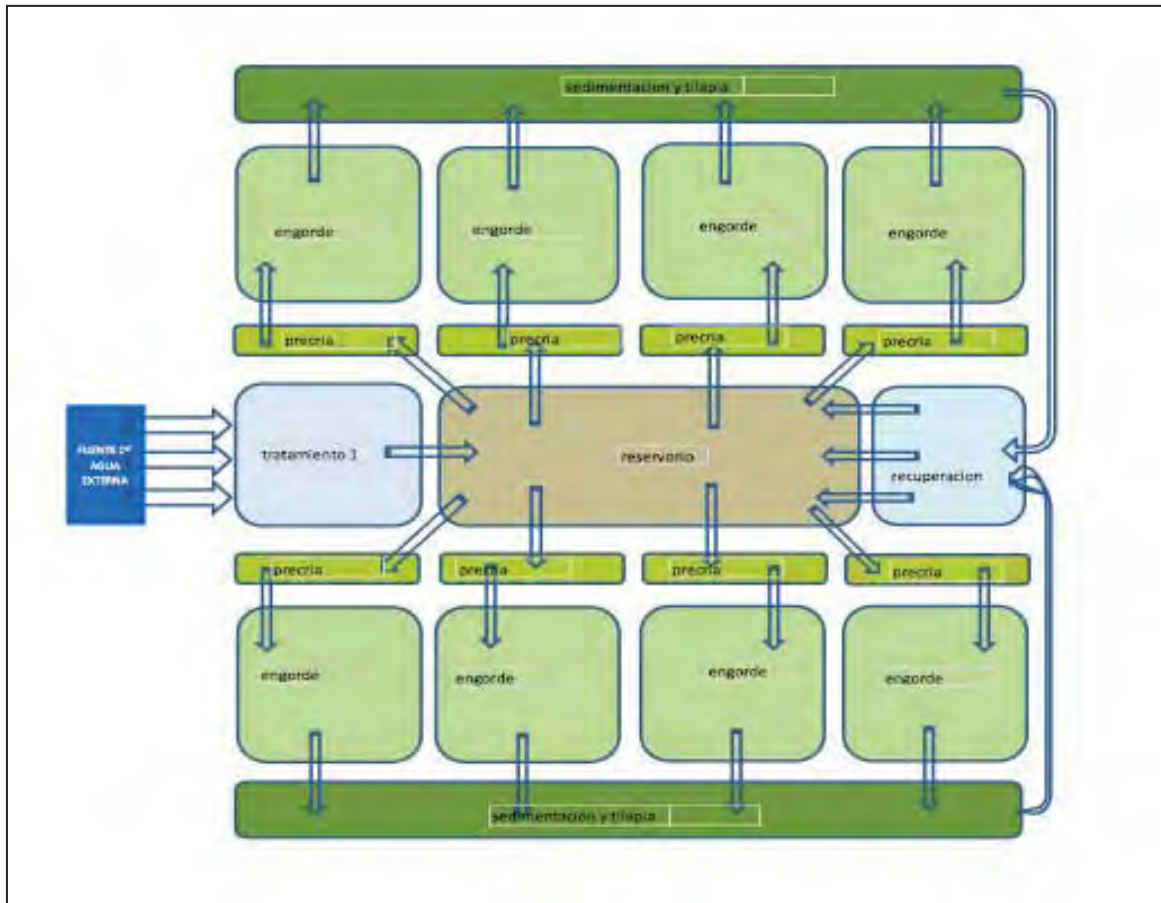 sedimentacion y tilapia
engorde
engorde
engorde
engorde
precria
precria
precria
precria
FUENTE DE
AGUA
EXTERNA
tratamiento 1
reservorio
recuperacion
precria
precria
precria
precria
engorde
engorde
engorde
engorde
sedimentacion y tilapia